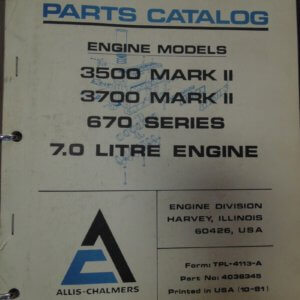 PARTS CATALOG
ENGINE MODELS
3500 MARK II
3700 MARK II
670 SERIES
7.0 LITRE ENGINE
ENGINE DIVISION
HARVEY, ILLINOIS
60426, USA
ALLIS-CHALMERS
Form: TPL-4113-A
Part No: 4036345
Printed in USA (10-81)